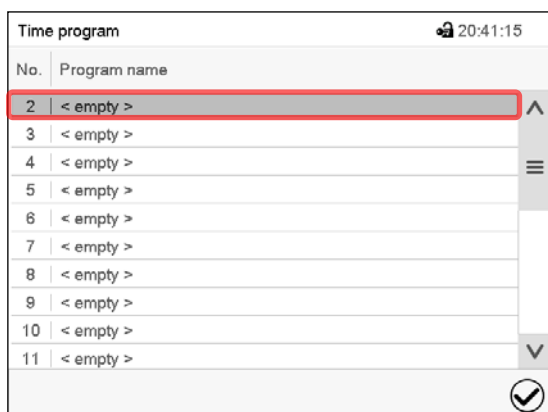 Time program 20:41:15
No. Program name
2 < empty >
3 < empty >
4 < empty >
5 < empty >
6 < empty >
7 < empty >
8 < empty >
9 < empty >
10 < empty >
11 < empty >